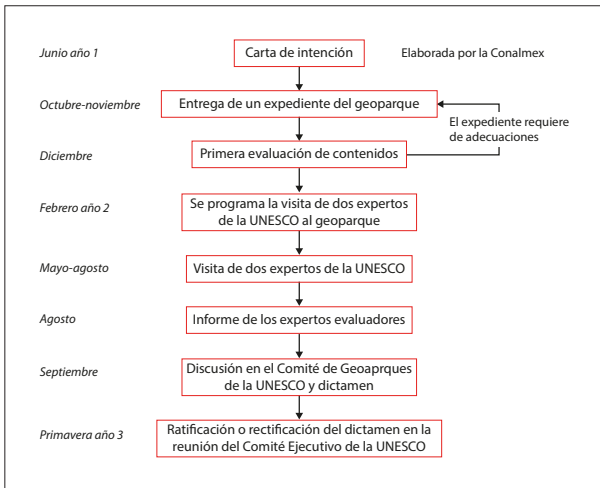 Junio año 1
Carta de intención
Elaborada por la Conalmex
Octubre-noviembre
Entrega de un expediente del geoparque
El expediente requiere
de adecuaciones
Diciembre
Primera evaluación de contenidos
Febrero año 2
Se programa la visita de dos expertos
de la UNESCO al geoparque
Mayo-agosto
Visita de dos expertos de la UNESCO
Agosto
Informe de los expertos evaluadores
Septiembre
Discusión en el Comité de Geoaprques
de la UNESCO y dictamen
Primavera año 3
Ratificación o rectificación del dictamen en la
reunión del Comité Ejecutivo de la UNESCO